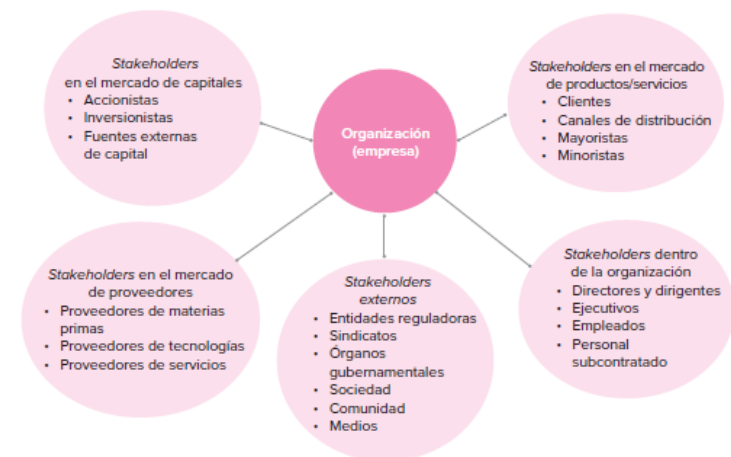 Stakeholders
en el mercado de capitales
• Accionistas
• Inversionistas
• Fuentes externas
de capital
Organización
(empresa)
Stakeholders en el mercado
de productos/servicios
• Clientes
• Canales de distribución
• Mayoristas
• Minoristas
Stakeholders en el mercado
de proveedores
• Proveedores de materias
primas
• Proveedores de tecnologías
• Proveedores de servicios
Stakeholders
externos
• Entidades reguladoras
• Sindicatos
• Órganos
gubernamentales
• Sociedad
• Comunidad
• Medios
Stakeholders dentro
de la organización
• Directores y dirigentes
• Ejecutivos
• Empleados
• Personal
subcontratado